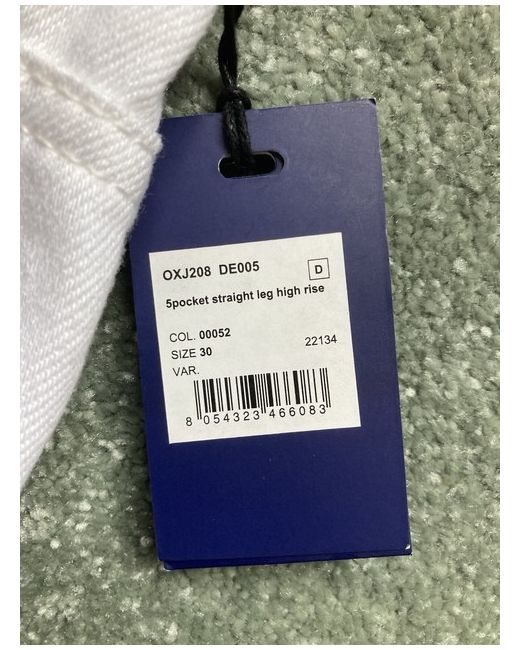 OXJ208 DE005
D
5pocket straight leg high rise
COL. 00052
SIZE 30
22134
VAR.
8 054323 466083